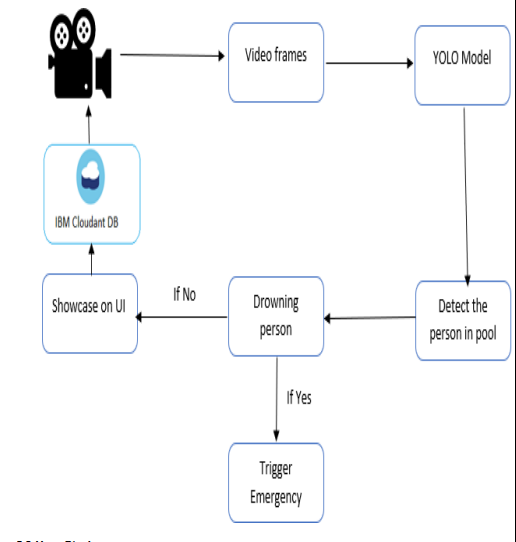 Video frames
YOLO Model
IBM Cloudant DB
Showcase on UI
If No
Drowning
person
Detect the
person in pool
If Yes
Trigger
Emergency